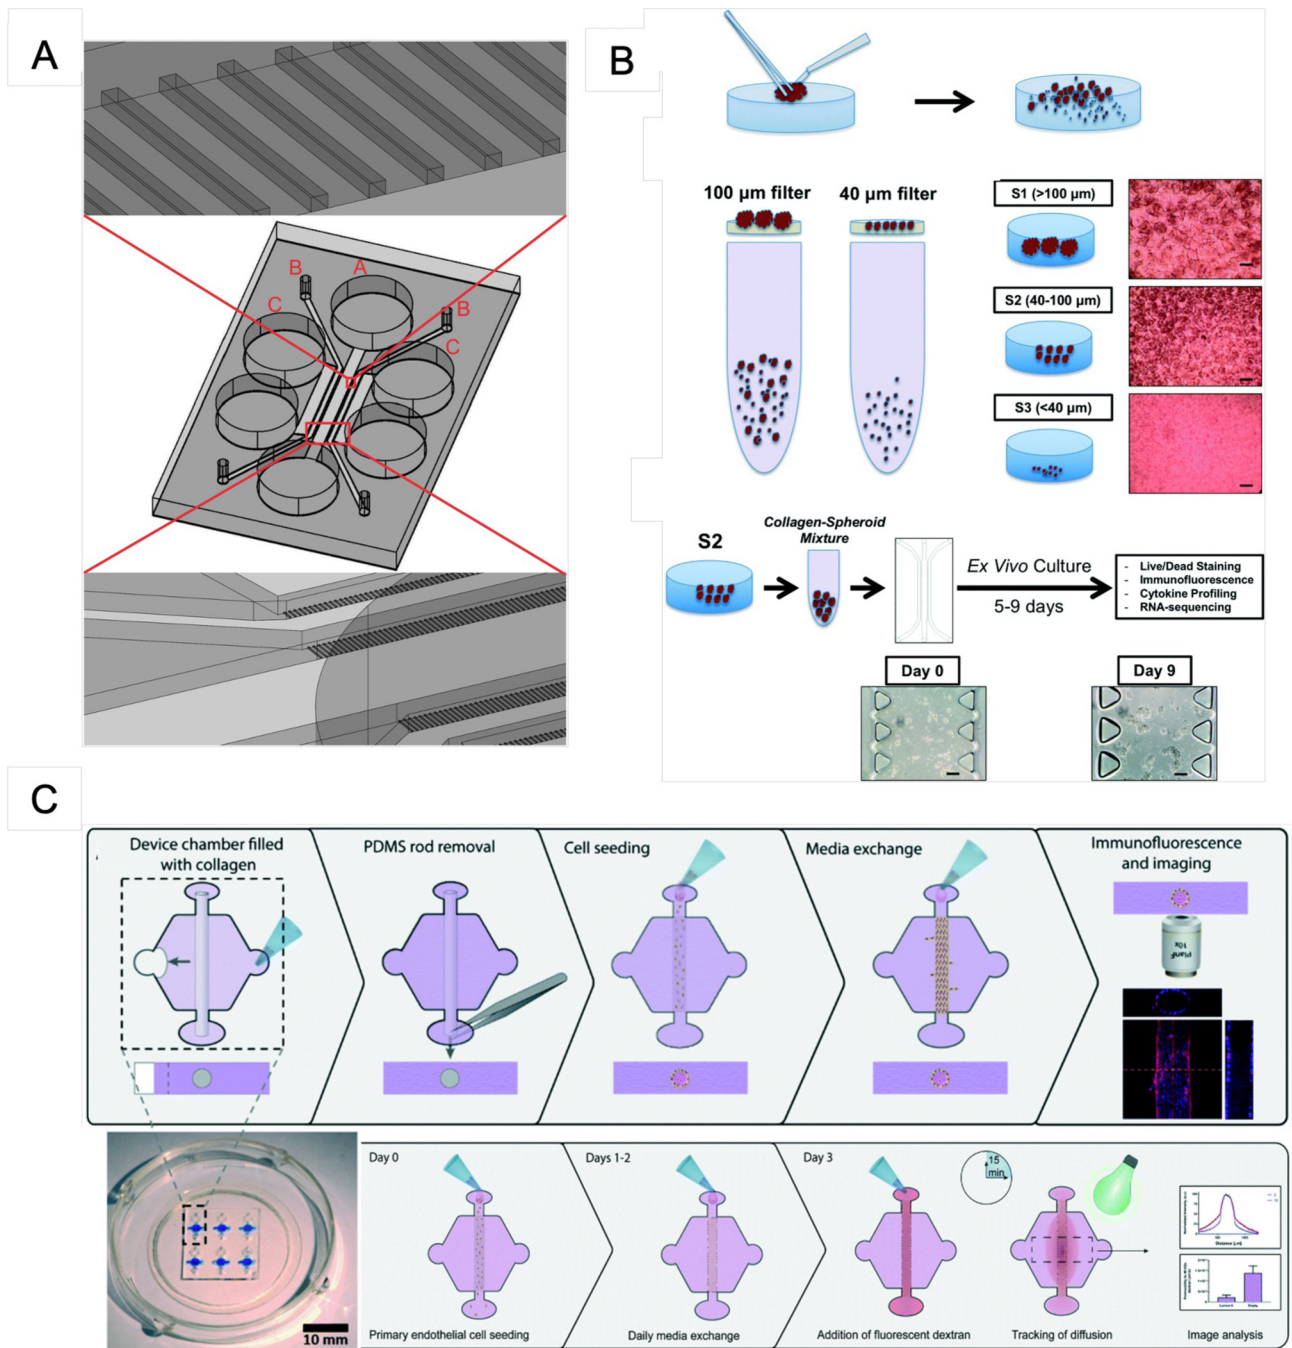 A
B
A
B
C
C
D
B
100 µm filter
40 µm filter
S1 (>100 µm)
S2 (40-100 µm)
S3 (<40 µm)
S2
Collagen-Spheroid
Mixture
Ex Vivo Culture
5-9 days
- Live/Dead Staining
- Immunofluorescence
- Cytokine Profiling
- RNA-sequencing
Day 0
Day 9
C
Device chamber filled
with collagen
PDMS rod removal
Cell seeding
Media exchange
Immunofluorescence
and imaging
PlanF
10x
10 mm
Day 0
Primary endothelial cell seeding
Days 1-2
Daily media exchange
Day 3
Addition of fluorescent dextran
15
min
Tracking of diffusion
Image analysis